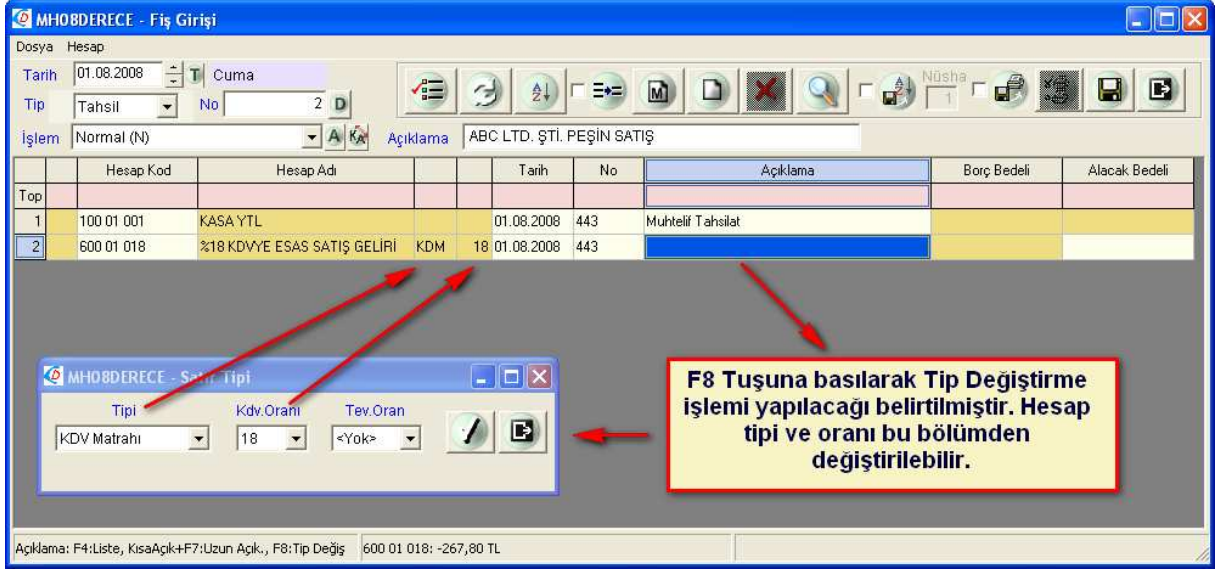 MH08DERECE - Fiş Girişi
Dosya Hesap
Tarih 01.08.2008 T Cuma
Tip Tahsil No 2 D
Nüsha 1
İşlem Normal (N) A KA Açıklama ABC LTD. ŞTİ. PEŞİN SATIŞ
Hesap Kod Hesap Adı Tarih No Açıklama Borç Bedeli Alacak Bedeli
Top
1 100 01 001 KASA YTL 01.08.2008 443 Muhtelif Tahsilat
2 600 01 018 %18 KDV'YE ESAS SATIŞ GELİRİ KDM 18 01.08.2008 443
MH08DERECE - Satır Tipi
Tipi Kdv.Oranı Tev.Oran
KDV Matrahı 18 <Yok>
F8 Tuşuna basılarak Tip Değiştirme
işlemi yapılacağı belirtilmiştir. Hesap
tipi ve oranı bu bölümden
değiştirilebilir.
Açıklama: F4:Liste, KısaAçık+F7:Uzun Açık., F8:Tip Değiş 600 01 018: -267,80 TL